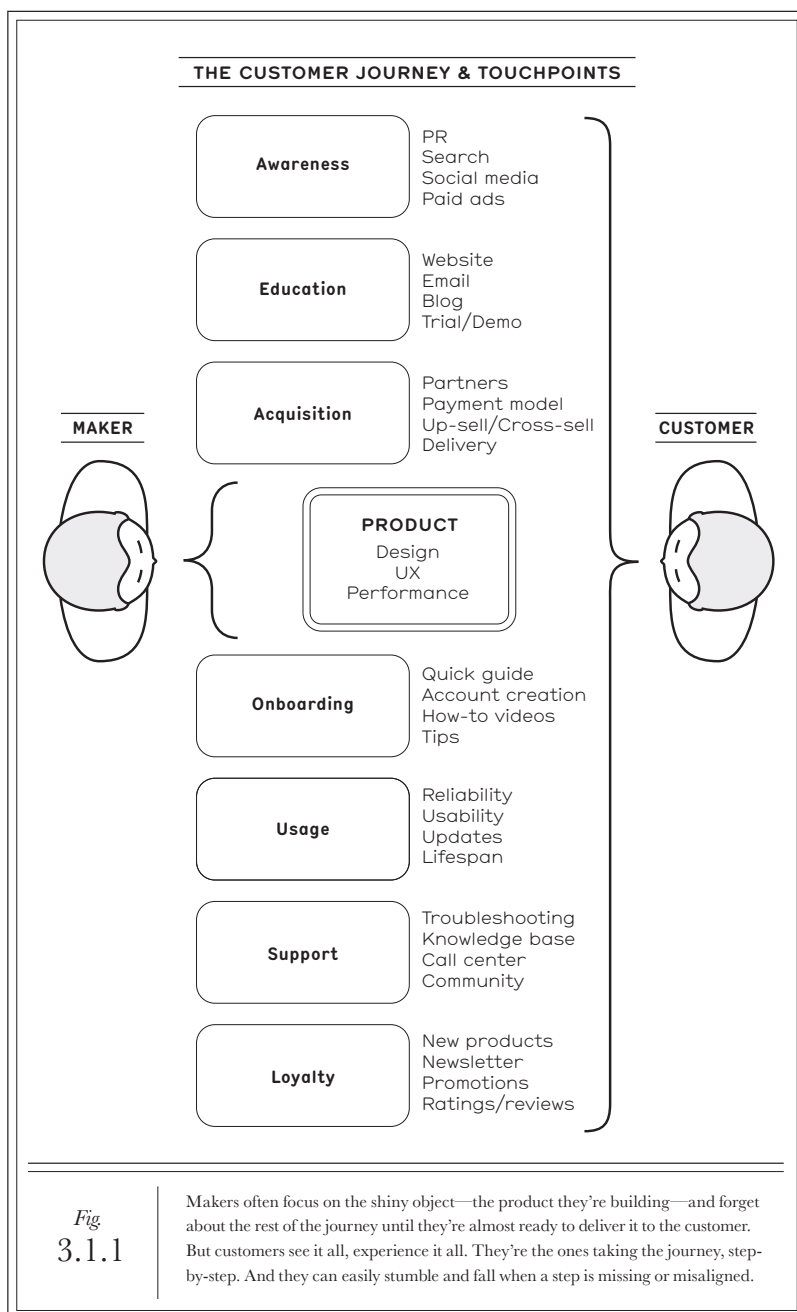 THE CUSTOMER JOURNEY & TOUCHPOINTS
Awareness
PR
Search
Social media
Paid ads
Education
Website
Email
Blog
Trial/Demo
Acquisition
Partners
Payment model
Up-sell/Cross-sell
Delivery
MAKER
CUSTOMER
PRODUCT
Design
UX
Performance
Onboarding
Quick guide
Account creation
How-to videos
Tips
Usage
Reliability
Usability
Updates
Lifespan
Support
Troubleshooting
Knowledge base
Call center
Community
Loyalty
New products
Newsletter
Promotions
Ratings/reviews
Fig.
3.1.1
Makers often focus on the shiny object—the product they’re building—and forget
about the rest of the journey until they’re almost ready to deliver it to the customer.
But customers see it all, experience it all. They’re the ones taking the journey, step-
by-step. And they can easily stumble and fall when a step is missing or misaligned.